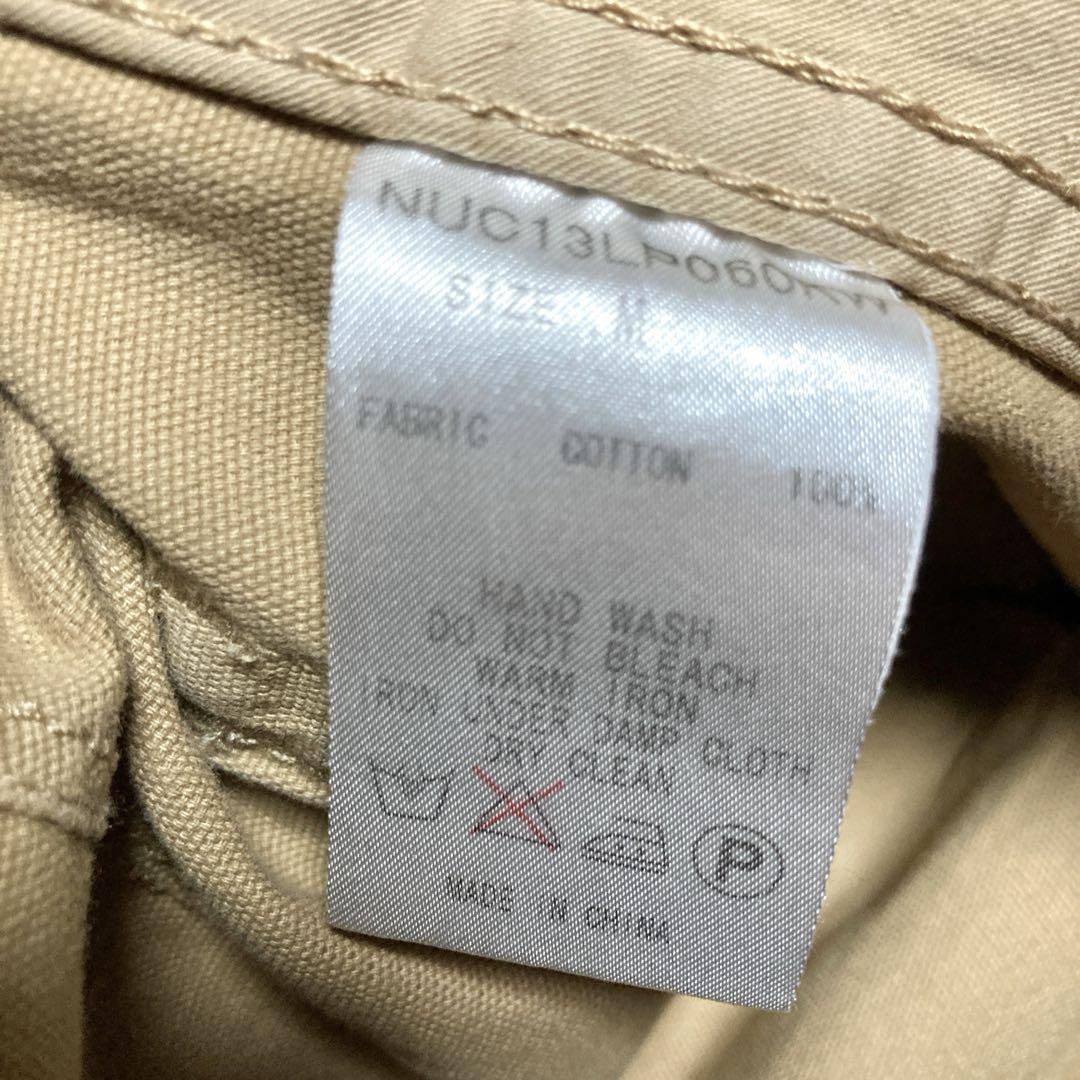 NUC13LP060KW
SIZE M
FABRIC COTTON 100%
HAND WASH
DO NOT BLEACH
WARM IRON
IRON UNDER DAMP CLOTH
DRY CLEAN
P
MADE IN CHINA